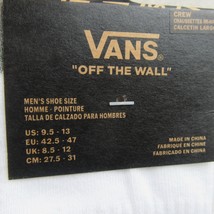 CREW
VANS
"OFF THE WALL"
MEN'S SHOE SIZE
HOMME - POINTURE
TALLA DE CALZADO PARA HOMBRES
US: 9.5 - 13
EU: 42.5 - 47
UK: 8.5 - 12
CM: 27.5 - 31
MADE IN CHINA
FABRIQUE EN CHINE
FABRICADO EN CHINA